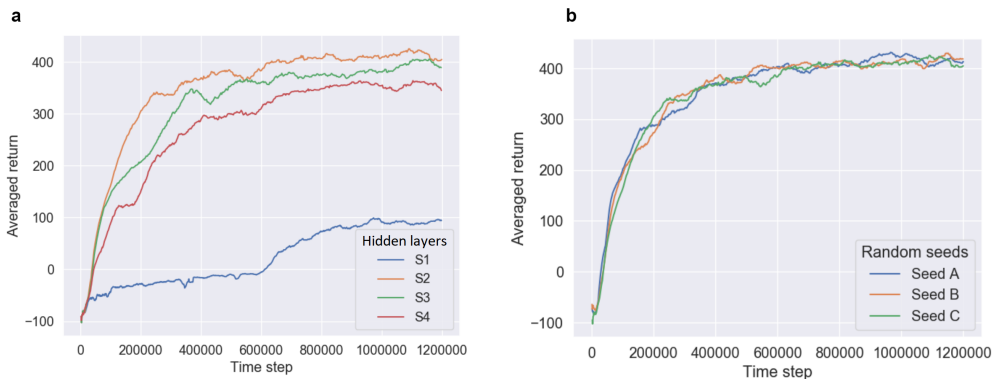 a
Averaged return
400
300
200
100
0
−100
0 200000 400000 600000 800000 1000000 1200000
Time step
Hidden layers
S1
S2
S3
S4
b
Averaged return
400
300
200
100
0
−100
0 200000 400000 600000 800000 1000000 1200000
Time step
Random seeds
Seed A
Seed B
Seed C